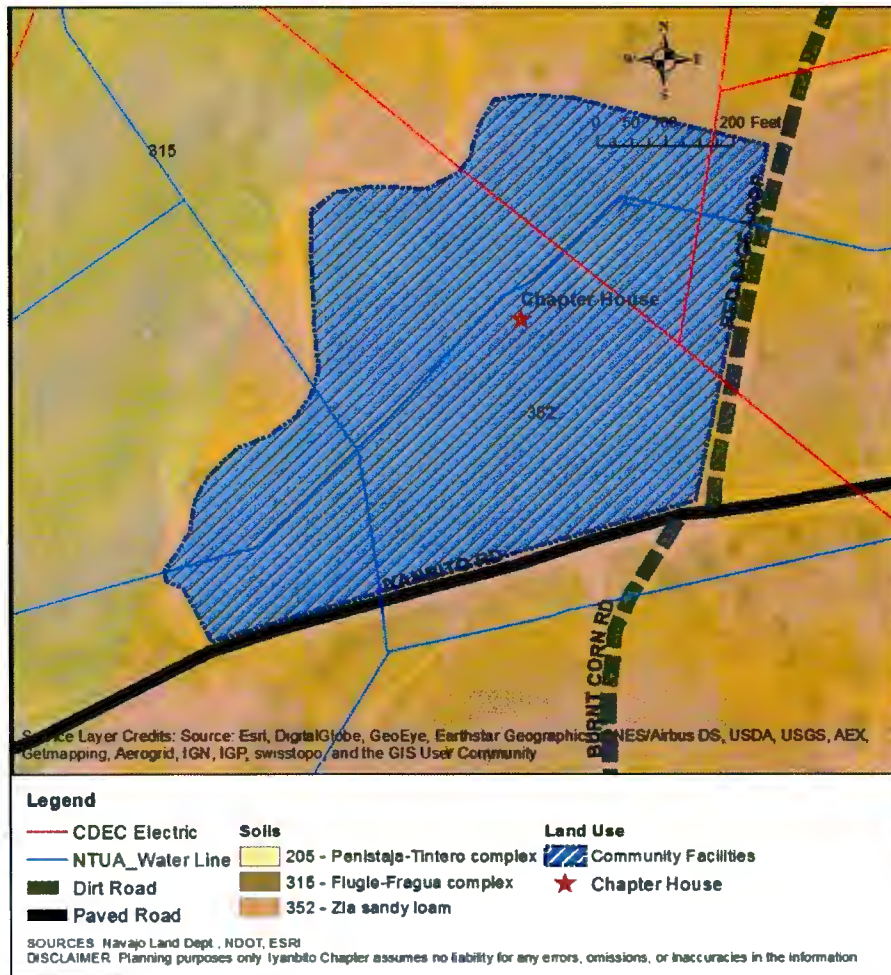 N
W E
S
0 50 100 200 Feet
315
Chapter House
352
IYANBITO RD
BURNT CORN RD
Service Layer Credits: Source: Esri, DigitalGlobe, GeoEye, Earthstar Geographics, CNES/Airbus DS, USDA, USGS, AEX,
Getmapping, Aerogrid, IGN, IGP, swisstopo, and the GIS User Community
Legend
CDEC Electric
NTUA_Water Line
Dirt Road
Paved Road
Soils
205 - Penistaja-Tintero complex
315 - Flugle-Fragua complex
352 - Zia sandy loam
Land Use
Community Facilities
Chapter House
SOURCES Navajo Land Dept., NDOT, ESRI
DISCLAIMER Planning purposes only Iyanbito Chapter assumes no liability for any errors, omissions, or inaccuracies in the information